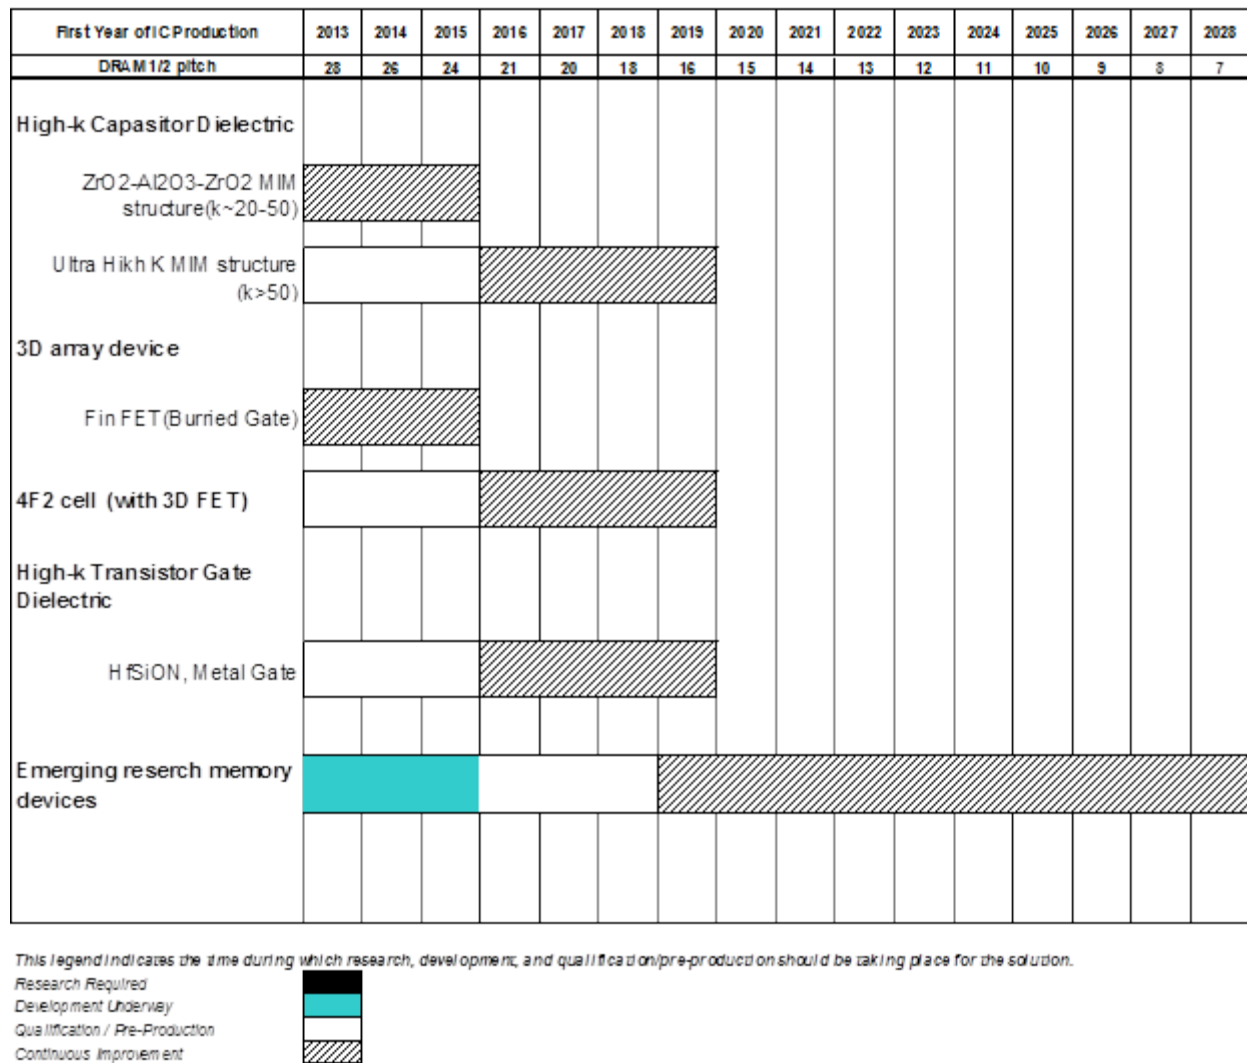 First Year of IC Production 2013 2014 2015 2016 2017 2018 2019 2020 2021 2022 2023 2024 2025 2026 2027 2028
DRAM 1/2 pitch 28 26 24 21 20 18 16 15 14 13 12 11 10 9 8 7
High-k Capasitor Dielectric
ZrO2-Al2O3-ZrO2 MIM
structure(k~20-50)
Ultra Hikh K MIM structure
(k>50)
3D array device
Fin FET(Burried Gate)
4F2 cell (with 3D FET)
High-k Transistor Gate
Dielectric
HfSiON, Metal Gate
Emerging reserch memory
devices
This legend indicates the time during which research, development, and qualification/pre-production should be taking place for the solution.
Research Required
Development Underway
Qualification / Pre-Production
Continuous Improvement